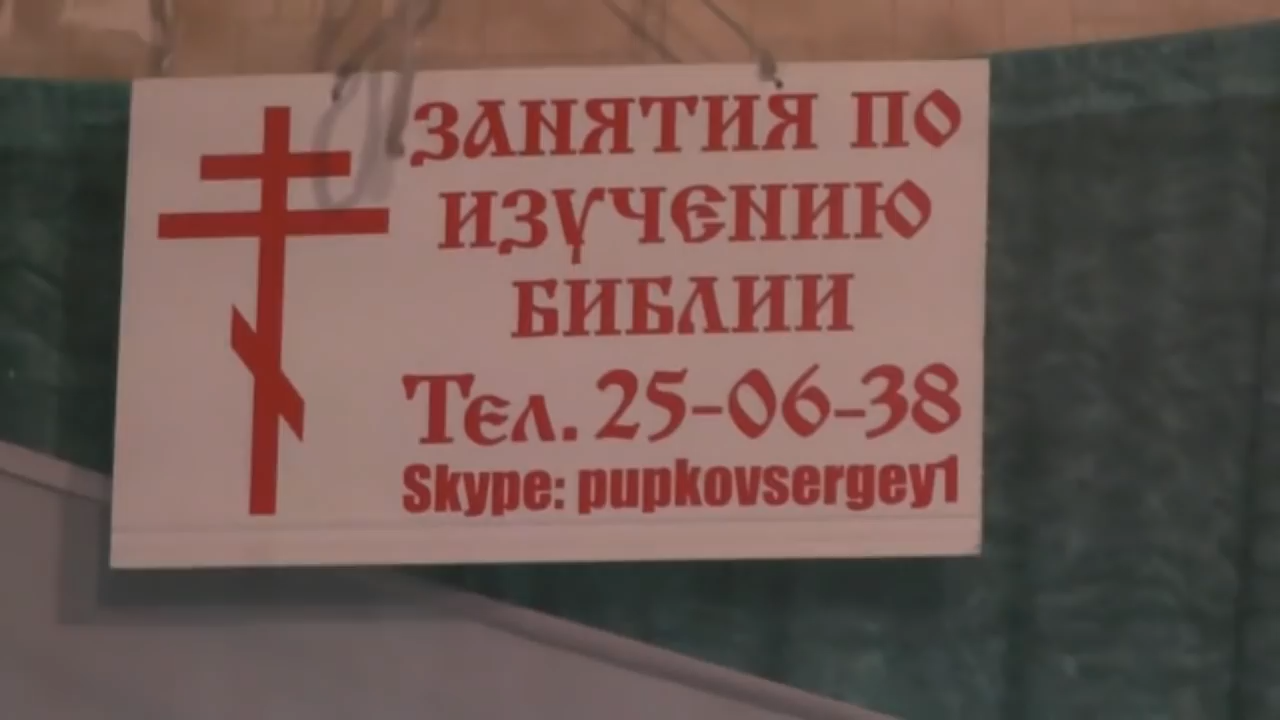 ЗАНЯТИЯ ПО
ИЗУЧЕНИЮ
БИБЛИИ
Тел. 25-06-38
Skype: pupkovsergey1